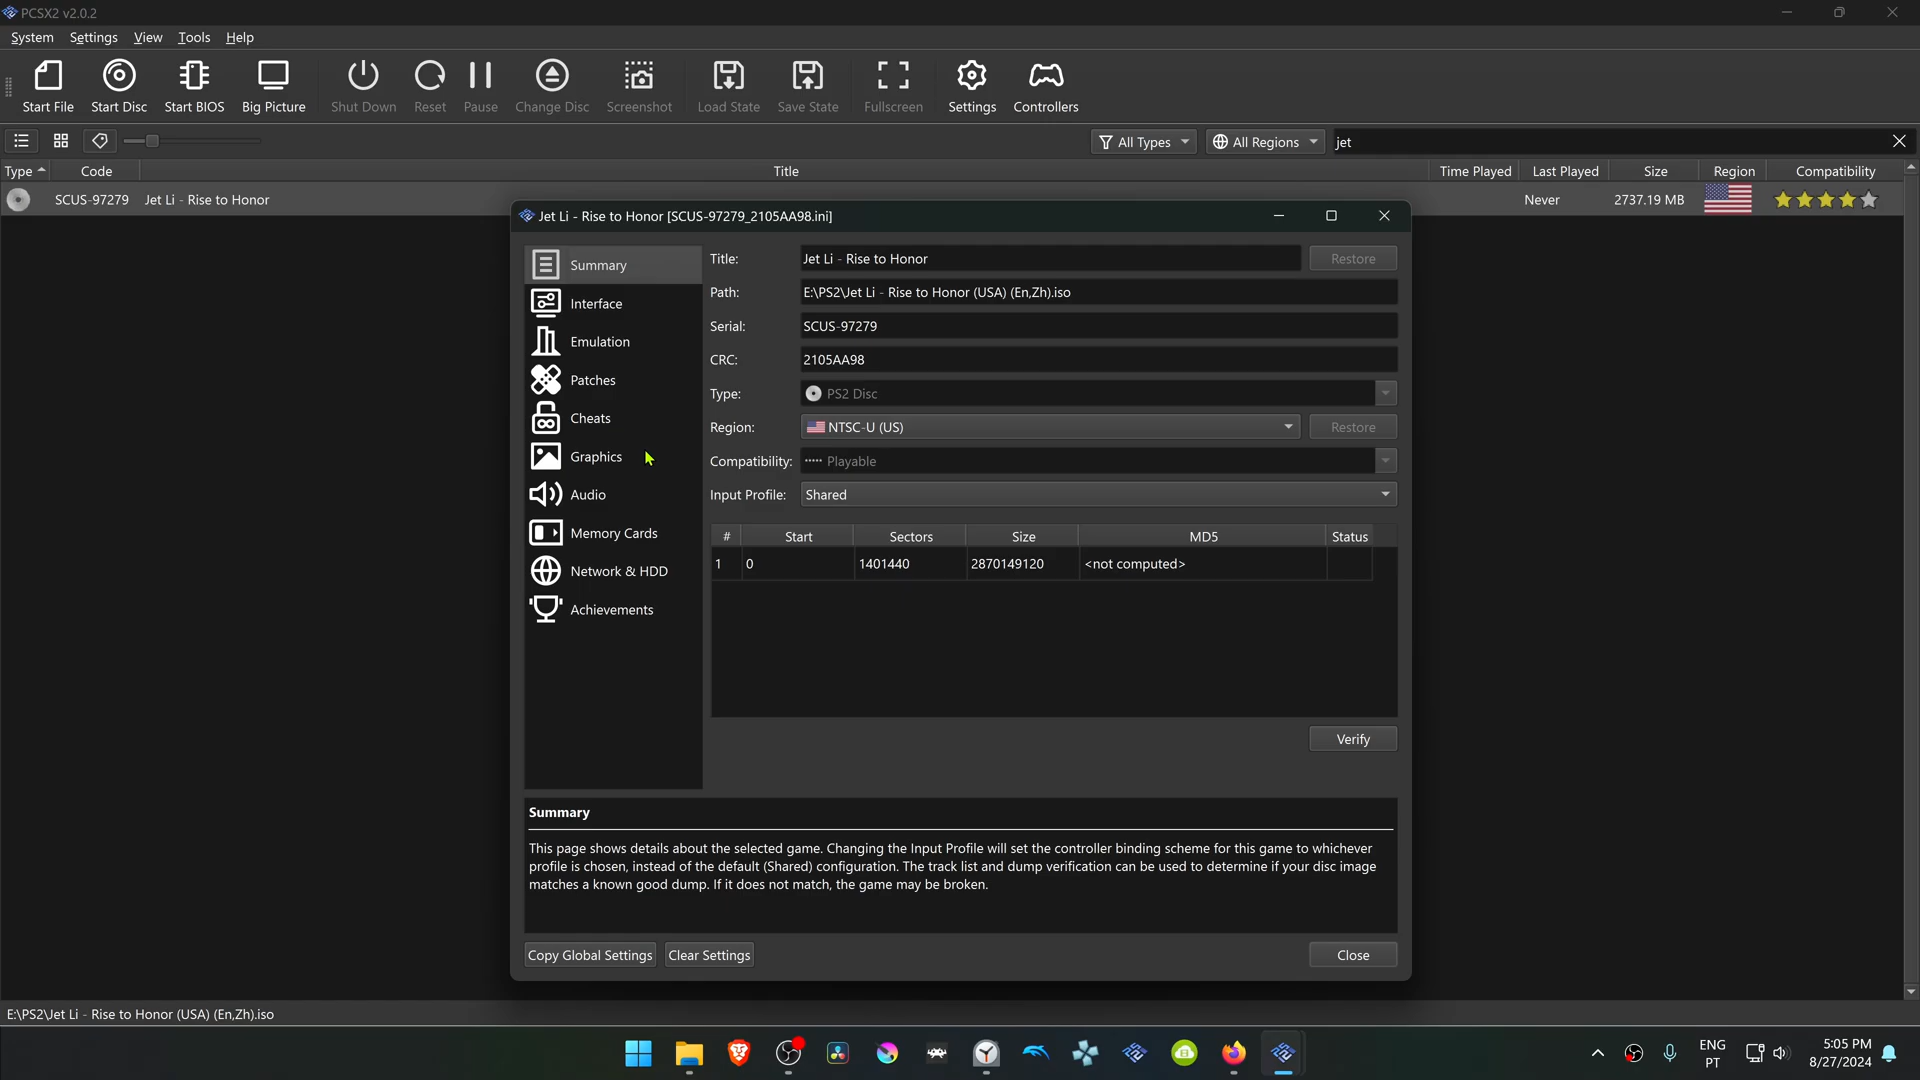 PCSX2 v2.0.2
System Settings View Tools Help
Start File Start Disc Start BIOS Big Picture Shut Down Reset Pause Change Disc Screenshot Load State Save State Fullscreen Settings Controllers
All Types All Regions jet
Type Code Title Time Played Last Played Size Region Compatibility
SCUS-97279 Jet Li - Rise to Honor Never 2737.19 MB
Jet Li - Rise to Honor [SCUS-97279_2105AA98.ini]
Summary
Interface
Emulation
Patches
Cheats
Graphics
Audio
Memory Cards
Network & HDD
Achievements
Title: Jet Li - Rise to Honor Restore
Path: E:\PS2\Jet Li - Rise to Honor (USA) (En,Zh).iso
Serial: SCUS-97279
CRC: 2105AA98
Type: PS2 Disc
Region: NTSC-U (US) Restore
Compatibility: Playable
Input Profile: Shared
# Start Sectors Size MD5 Status
1 0 1401440 2870149120 <not computed>
Verify
Summary
This page shows details about the selected game. Changing the Input Profile will set the controller binding scheme for this game to whichever
profile is chosen, instead of the default (Shared) configuration. The track list and dump verification can be used to determine if your disc image
matches a known good dump. If it does not match, the game may be broken.
Copy Global Settings Clear Settings Close
E:\PS2\Jet Li - Rise to Honor (USA) (En,Zh).iso
ENG
PT
5:05 PM
8/27/2024